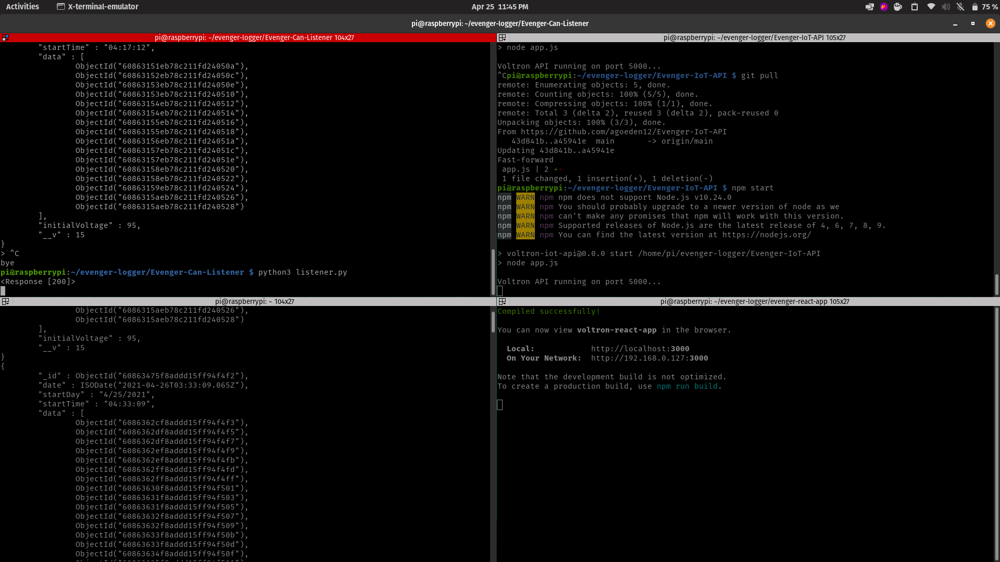 Activities
X-terminal-emulator
Apr 25 11:45 PM
75 %
pi@raspberrypi: ~/evenger-logger/Evenger-Can-Listener
pi@raspberrypi: ~/evenger-logger/Evenger-Can-Listener 104x27
"startTime" : "04:17:12",
"data" : [
ObjectId("60863151eb78c211fd24050a"),
ObjectId("60863152eb78c211fd24050c"),
ObjectId("60863153eb78c211fd24050e"),
ObjectId("60863153eb78c211fd240510"),
ObjectId("60863154eb78c211fd240512"),
ObjectId("60863154eb78c211fd240514"),
ObjectId("60863155eb78c211fd240516"),
ObjectId("60863155eb78c211fd240518"),
ObjectId("60863156eb78c211fd24051a"),
ObjectId("60863157eb78c211fd24051c"),
ObjectId("60863157eb78c211fd24051e"),
ObjectId("60863158eb78c211fd240520"),
ObjectId("60863158eb78c211fd240522"),
ObjectId("60863159eb78c211fd240524"),
ObjectId("6086315aeb78c211fd240526"),
ObjectId("6086315aeb78c211fd240528")
],
"initialVoltage" : 95,
"__v" : 15
}
> ^C
bye
pi@raspberrypi:~/evenger-logger/Evenger-Can-Listener $ python3 listener.py
<Response [200]>
pi@raspberrypi: ~/evenger-logger/Evenger-IoT-API 105x27
> node app.js
Voltron API running on port 5000...
^Cpi@raspberrypi:~/evenger-logger/Evenger-IoT-API $ git pull
remote: Enumerating objects: 5, done.
remote: Counting objects: 100% (5/5), done.
remote: Compressing objects: 100% (1/1), done.
remote: Total 3 (delta 2), reused 3 (delta 2), pack-reused 0
Unpacking objects: 100% (3/3), done.
From https://github.com/agoeden12/Evenger-IoT-API
43d841b..a45941e main -> origin/main
Updating 43d841b..a45941e
Fast-forward
app.js | 2 +-
1 file changed, 1 insertion(+), 1 deletion(-)
pi@raspberrypi:~/evenger-logger/Evenger-IoT-API $ npm start
npm WARN npm npm does not support Node.js v10.24.0
npm WARN npm You should probably upgrade to a newer version of node as we
npm WARN npm can't make any promises that npm will work with this version.
npm WARN npm Supported releases of Node.js are the latest release of 4, 6, 7, 8, 9.
npm WARN npm You can find the latest version at https://nodejs.org/
> voltron-iot-api@0.0.0 start /home/pi/evenger-logger/Evenger-IoT-API
> node app.js
Voltron API running on port 5000...
pi@raspberrypi: ~ 104x27
ObjectId("6086315aeb78c211fd240526"),
ObjectId("6086315aeb78c211fd240528")
],
"initialVoltage" : 95,
"__v" : 15
}
{
"_id" : ObjectId("60863475f8addd15ff94f4f2"),
"date" : ISODate("2021-04-26T03:33:09.065Z"),
"startDay" : "4/25/2021",
"startTime" : "04:33:09",
"data" : [
ObjectId("6086362cf8addd15ff94f4f3"),
ObjectId("6086362df8addd15ff94f4f5"),
ObjectId("6086362df8addd15ff94f4f7"),
ObjectId("6086362ef8addd15ff94f4f9"),
ObjectId("6086362ef8addd15ff94f4fb"),
ObjectId("6086362ff8addd15ff94f4fd"),
ObjectId("6086362ff8addd15ff94f4ff"),
ObjectId("60863630f8addd15ff94f501"),
ObjectId("60863631f8addd15ff94f503"),
ObjectId("60863631f8addd15ff94f505"),
ObjectId("60863632f8addd15ff94f507"),
ObjectId("60863632f8addd15ff94f509"),
ObjectId("60863633f8addd15ff94f50b"),
ObjectId("60863633f8addd15ff94f50d"),
ObjectId("60863634f8addd15ff94f50f"),
pi@raspberrypi: ~/evenger-logger/evenger-react-app 105x27
Compiled successfully!
You can now view voltron-react-app in the browser.
Local: http://localhost:3000
On Your Network: http://192.168.0.127:3000
Note that the development build is not optimized.
To create a production build, use npm run build.